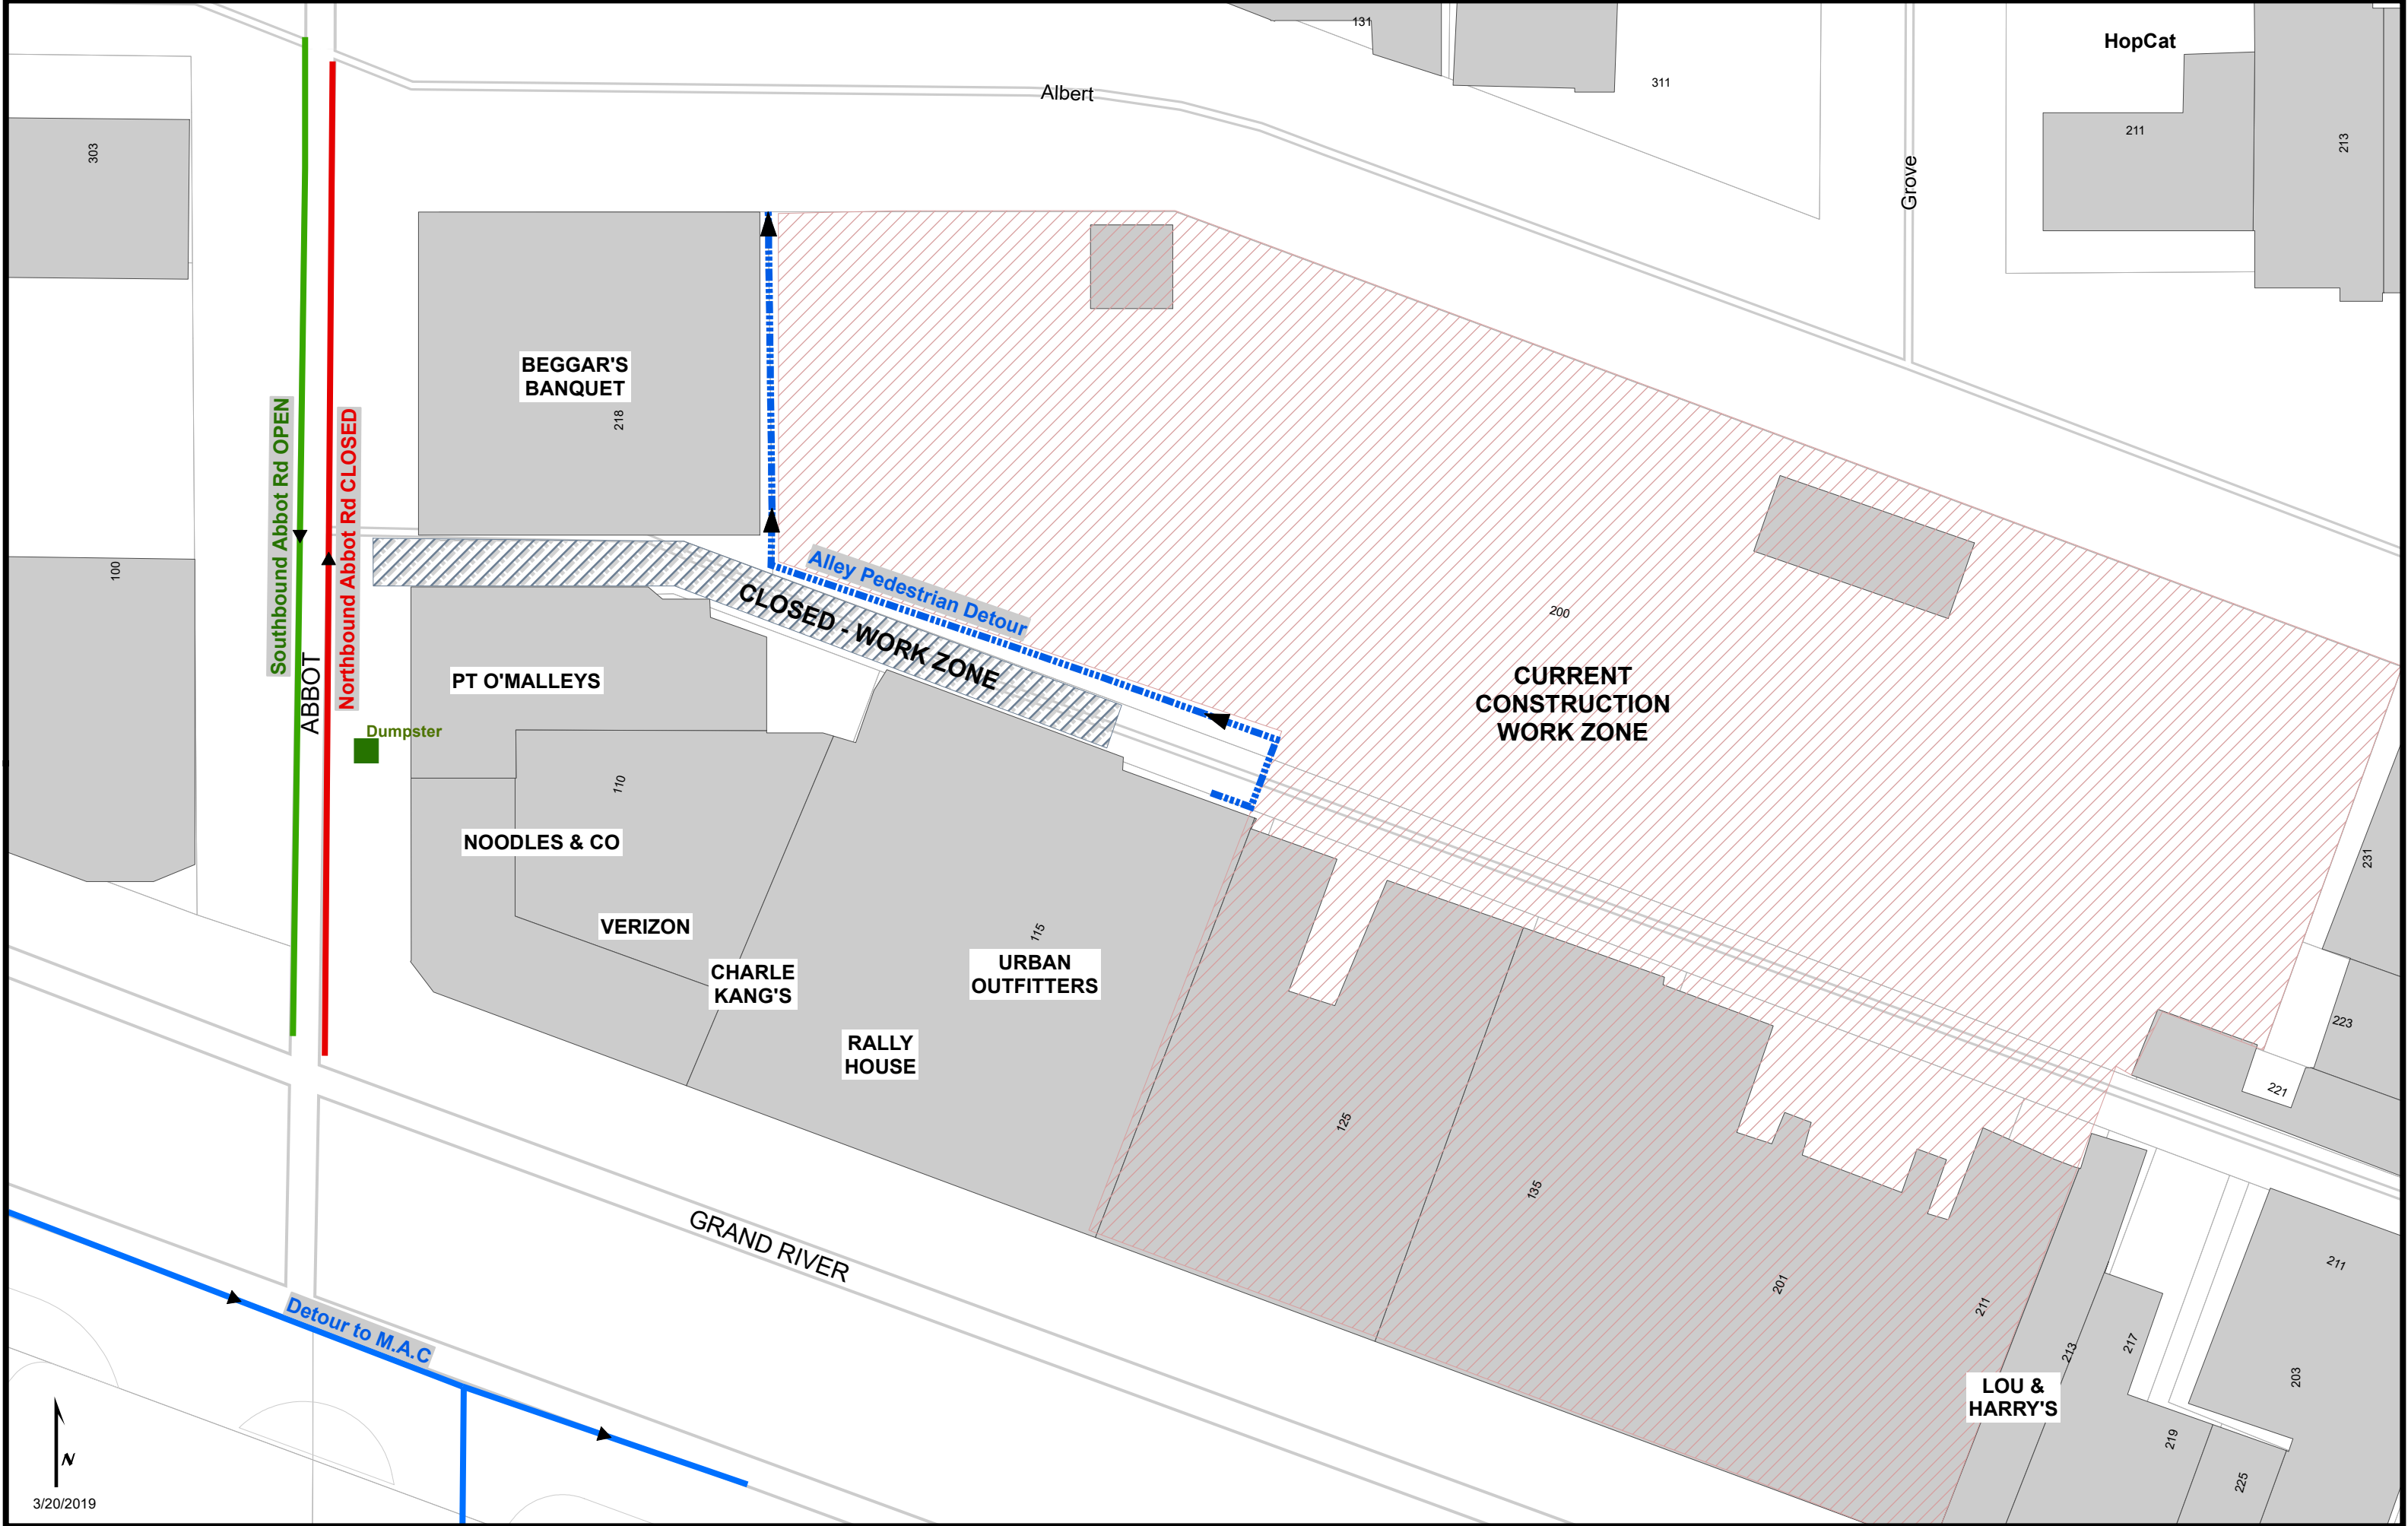 131
HopCat
311
Albert
211
213
303
Grove
BEGGAR'S
BANQUET
218
Southbound Abbot Rd OPEN
Northbound Abbot Rd CLOSED
100
Alley Pedestrian Detour
CLOSED - WORK ZONE
200
CURRENT
CONSTRUCTION
WORK ZONE
ABBOT
PT O'MALLEYS
Dumpster
110
NOODLES & CO
231
VERIZON
115
URBAN
OUTFITTERS
CHARLE
KANG'S
223
RALLY
HOUSE
221
125
135
GRAND RIVER
201
211
211
Detour to M.A.C
213
217
203
LOU &
HARRY'S
219
225
N
3/20/2019